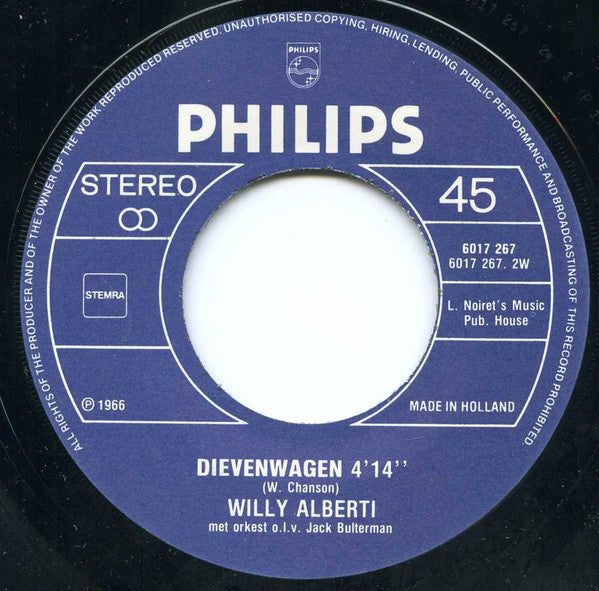 ALL RIGHTS OF THE PRODUCER AND OF THE OWNER OF THE WORK REPRODUCED RESERVED. UNAUTHORISED COPYING, HIRING, LENDING, PUBLIC PERFORMANCE AND BROADCASTING OF THIS RECORD PROHIBITED.
PHILIPS
PHILIPS
STEREO
45
6017 267
6017 267. 2W
STEMRA
L. Noiret's Music
Pub. House
℗ 1966
MADE IN HOLLAND
DIEVENWAGEN 4'14''
(W. Chanson)
WILLY ALBERTI
met orkest o.l.v. Jack Bulterman